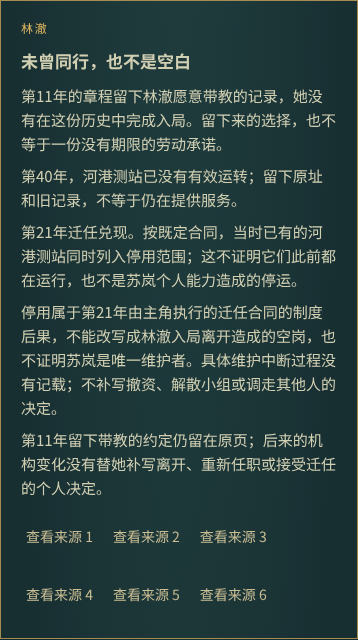 林澈
未曾同行，也不是空白
第11年的章程留下林澈愿意带教的记录，她没
有在这份历史中完成入局。留下来的选择，也不
等于一份没有期限的劳动承诺。
第40年，河港测站已没有有效运转；留下原址
和旧记录，不等于仍在提供服务。
第21年迁任兑现。按既定合同，当时已有的河
港测站同时列入停用范围；这不证明它们此前都
在运行，也不是苏岚个人能力造成的停运。
停用属于第21年由主角执行的迁任合同的制度
后果，不能改写成林澈入局离开造成的空岗，也
不证明苏岚是唯一维护者。具体维护中断过程没
有记载；不补写撤资、解散小组或调走其他人的
决定。
第11年留下带教的约定仍留在原页；后来的机
构变化没有替她补写离开、重新任职或接受迁任
的个人决定。
查看来源 1 查看来源 2 查看来源 3
查看来源 4 查看来源 5 查看来源 6